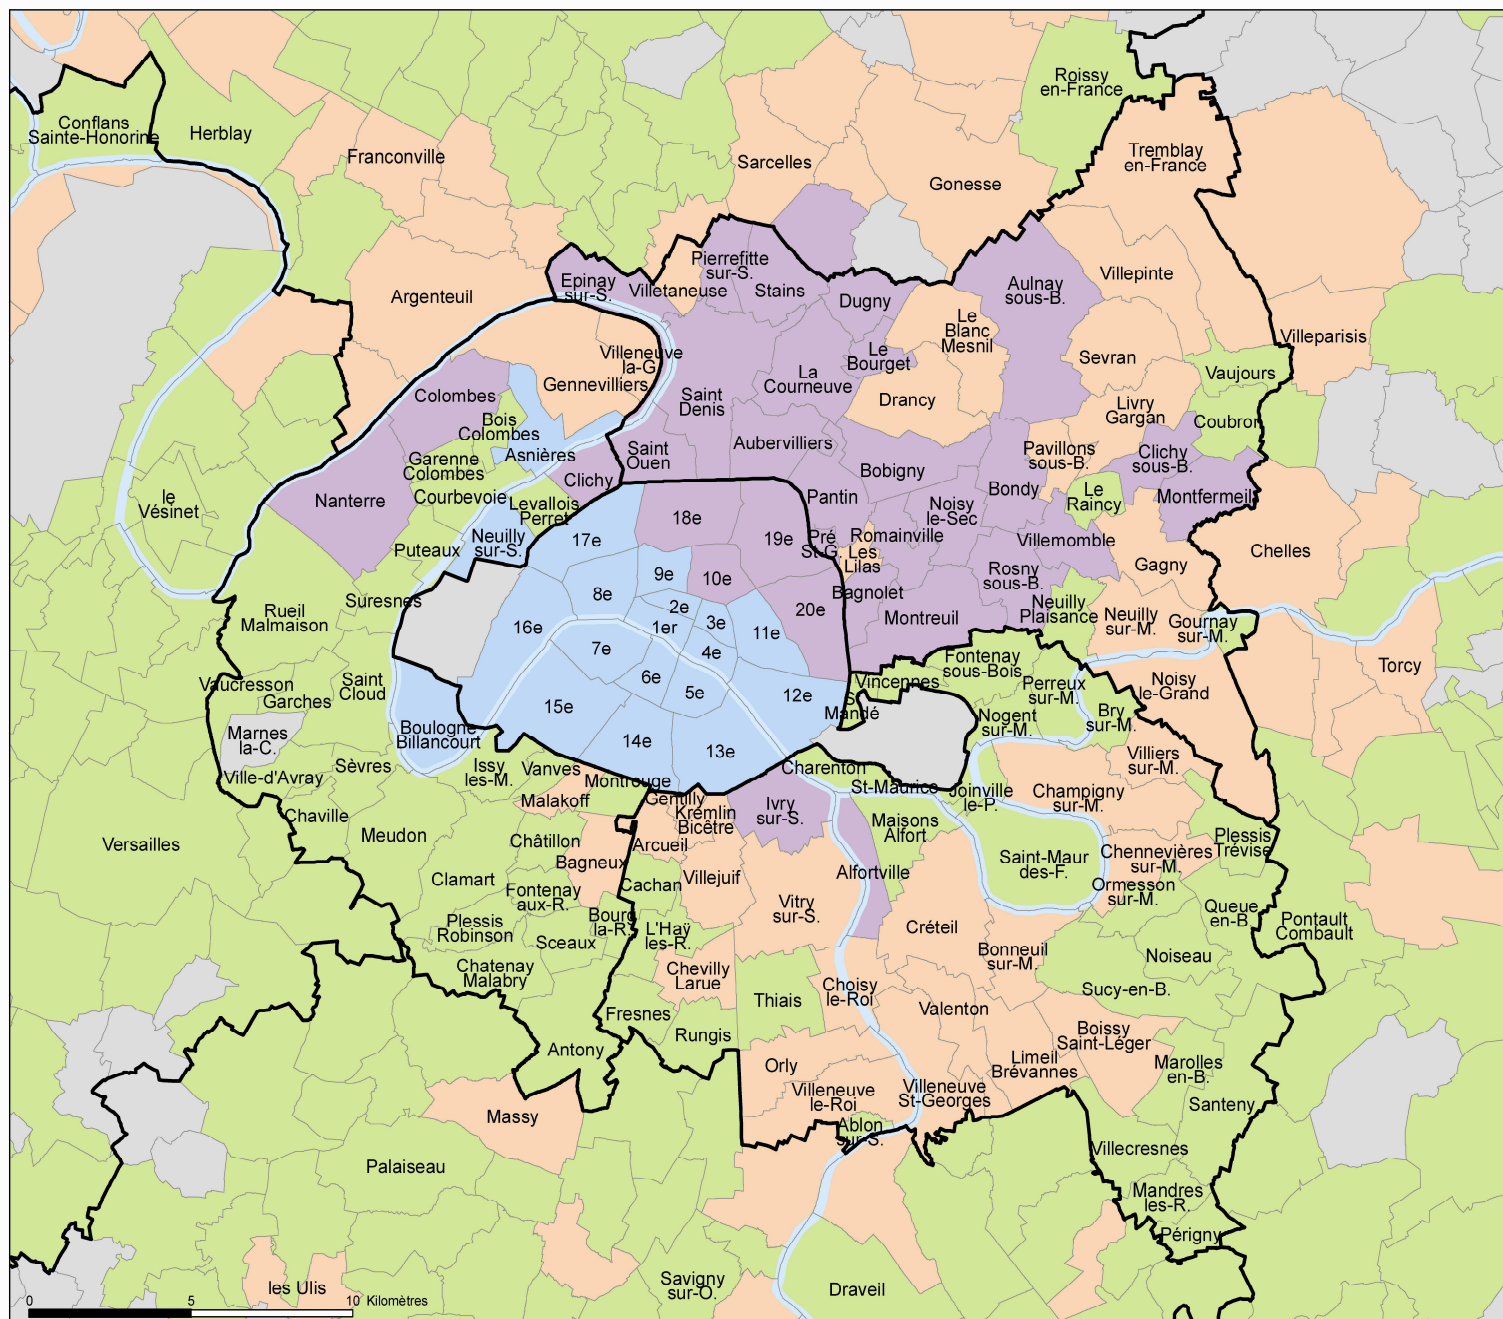 Roissy
en-France
Conflans
Sainte-Honorine
Herblay
Franconville
Sarcelles
Gonesse
Tremblay
en-France
Argenteuil
Epinay
sur-S.
Villetaneuse
Pierrefitte
sur-S.
Stains
Dugny
Aulnay
sous-B.
Villepinte
Le
Blanc
Mesnil
Villeparisis
Villeneuve
la-G.
Gennevilliers
La
Courneuve
Le
Bourget
Sevran
Vaujours
Colombes
Bois
Colombes
Asnières
Saint
Denis
Drancy
Livry
Gargan
Coubron
Garenne
Colombes
Saint
Ouen
Aubervilliers
Bobigny
Pavillons
sous-B.
Clichy
sous-B.
Montfermeil
le
Vésinet
Nanterre
Courbevoie
Levallois
Perret
Clichy
Pantin
Noisy
le-Sec
Bondy
Le
Raincy
Puteaux
Neuilly
sur-S.
17e
18e
19e
Pré
St-G.
Les
Lilas
Romainville
Villemomble
Chelles
Gagny
Suresnes
8e
9e
10e
20e
Bagnolet
Rosny
sous-B.
Rueil
Malmaison
16e
2e
1er
3e
11e
Montreuil
Neuilly
Plaisance
Neuilly
sur-M.
Gournay
sur-M.
7e
4e
6e
5e
12e
Vaucresson
Garches
Saint
Cloud
Vincennes
St
Mandé
Fontenay
sous-Bois
Perreux
sur-M.
Noisy
le-Grand
Torcy
15e
14e
13e
Marnes
la-C.
Boulogne
Billancourt
Nogent
sur-M.
Bry
sur-M.
Ville-d'Avray
Sèvres
Issy
les-M.
Vanves
Malakoff
Montrouge
Charenton
St-Maurice
Joinville
le-P.
Villiers
sur-M.
Champigny
sur-M.
Chaville
Meudon
Gentilly
Krémlin
Bicêtre
Ivry
sur-S.
Maisons
Alfort
Versailles
Châtillon
Bagneux
Arcueil
Plessis
Trévise
Saint-Maur
des-F.
Chennevières
sur-M.
Clamart
Fontenay
aux-R.
Cachan
Villejuif
Alfortville
Ormesson
sur-M.
Plessis
Robinson
Sceaux
Bourg
la-R.
L'Haÿ
les-R.
Vitry
sur-S.
Créteil
Queue
en-B.
Pontault
Combault
Chatenay
Malabry
Chevilly
Larue
Bonneuil
sur-M.
Noiseau
Sucy-en-B.
Fresnes
Rungis
Thiais
Choisy
le-Roi
Valenton
Antony
Orly
Limeil
Brévannes
Boissy
Saint-Léger
Marolles
en-B.
Massy
Villeneuve
le-Roi
Villeneuve
St-Georges
Santeny
Ablon
sur-S.
Palaiseau
Villecresnes
Mandres
les-R.
Périgny
les Ulis
Savigny
sur-O.
Draveil
0 5 10 Kilomètres